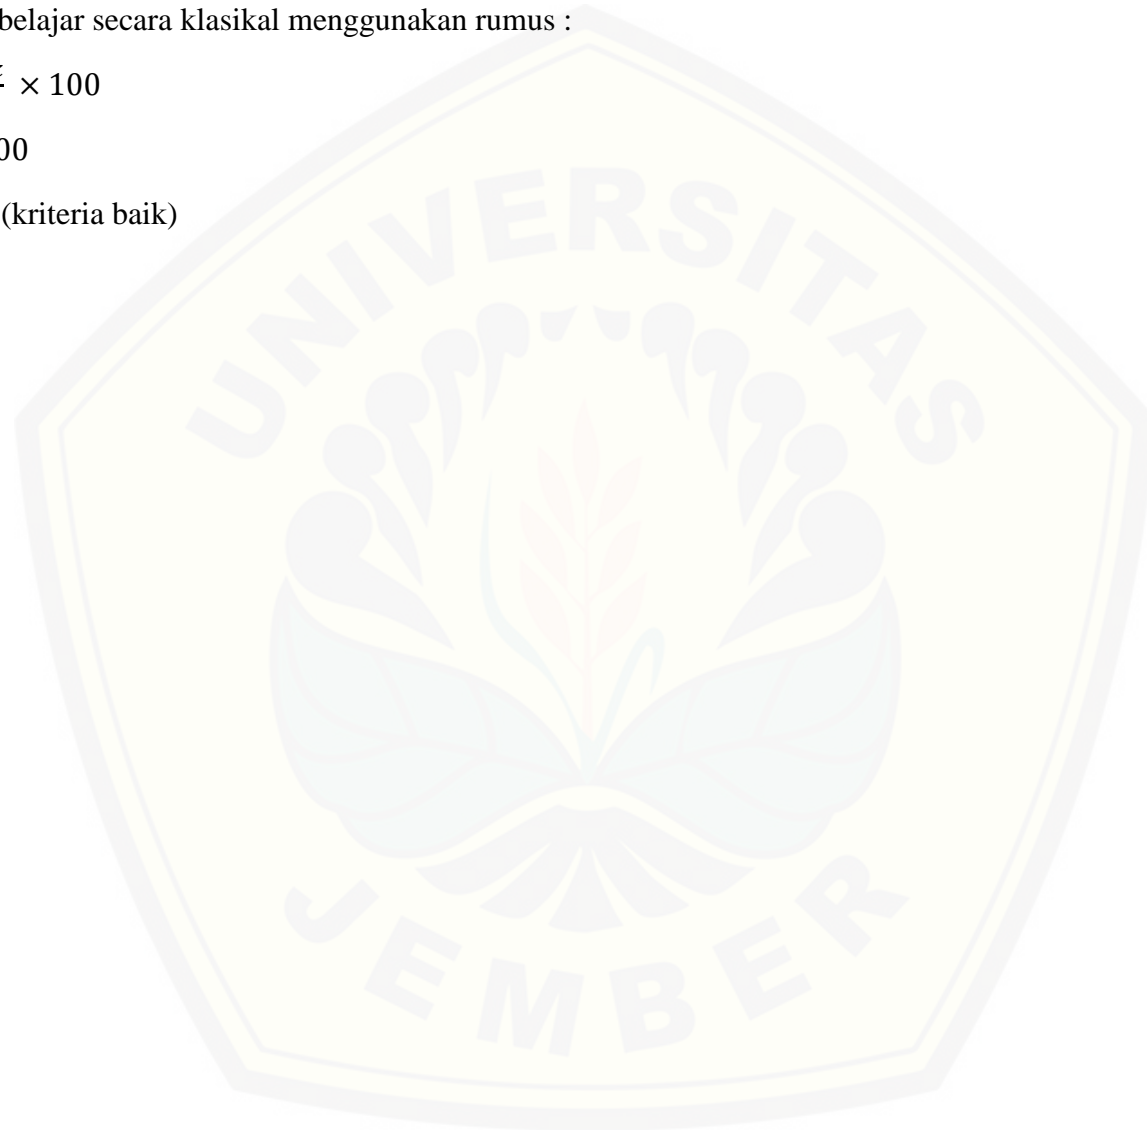 belajar secara klasikal menggunakan rumus :
× 100
00
(kriteria baik)
UNIVERSITAS
JEMBER